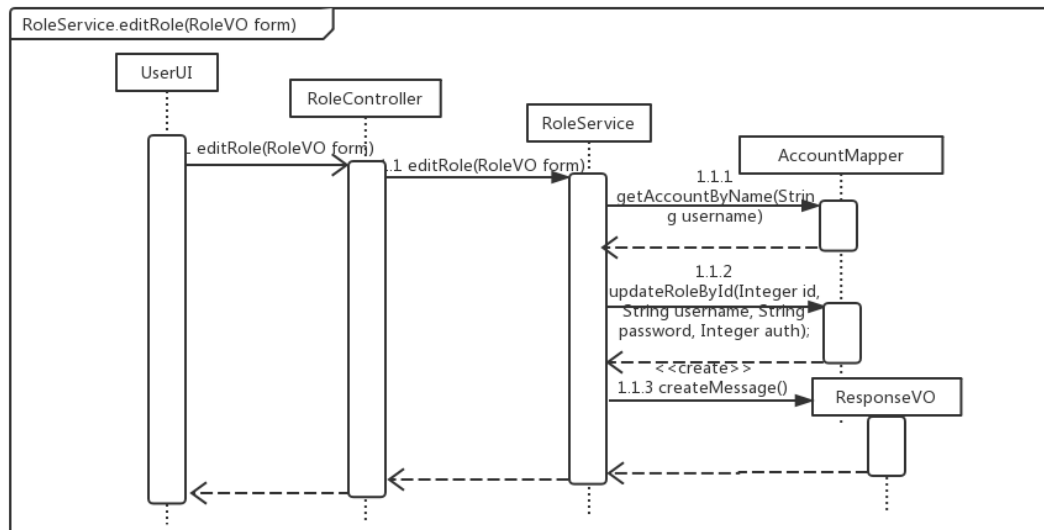 RoleService.editRole(RoleVO form)
UserUI
RoleController
RoleService
AccountMapper
editRole(RoleVO form)
.1 editRole(RoleVO form)
1.1.1
getAccountByName(Strin
g username)
1.1.2
updateRoleById(Integer id,
String username, String
password, Integer auth);
<<create>>
1.1.3 createMessage()
ResponseVO